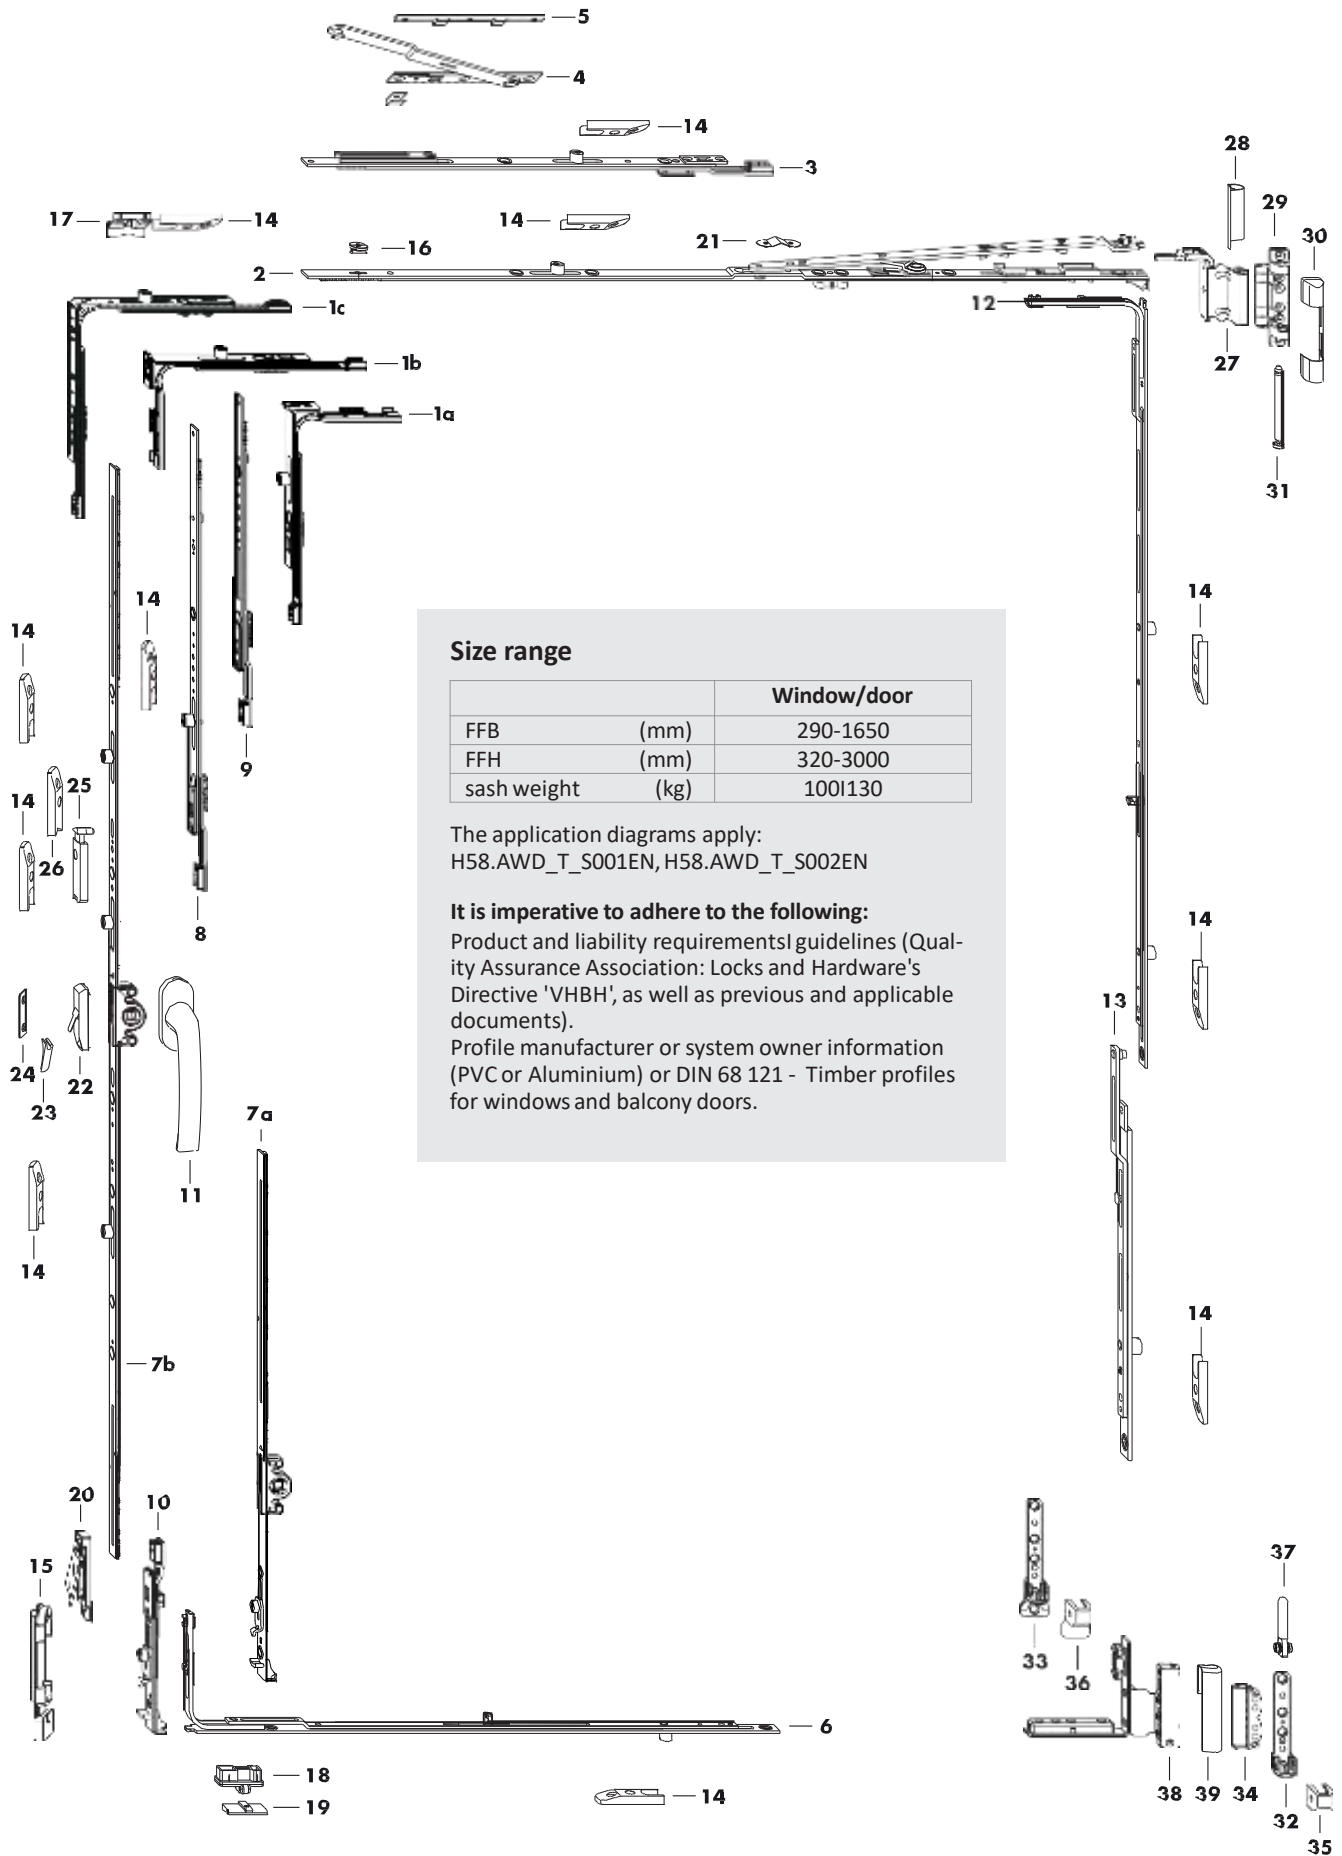 5
4
14
3
28
29
30
17
14
14
21
16
2
1c
12
27
1b
1a
31
14
14
14
9
25
14
26
8
Size range
Window/door
FFB (mm) 290-1650
FFH (mm) 320-3000
sash weight (kg) 100I130
The application diagrams apply:
H58.AWD_T_S001EN, H58.AWD_T_S002EN
It is imperative to adhere to the following:
Product and liability requirementsI guidelines (Qual-
ity Assurance Association: Locks and Hardware's
Directive 'VHBH', as well as previous and applicable
documents).
Profile manufacturer or system owner information
(PVC or Aluminium) or DIN 68 121 - Timber profiles
for windows and balcony doors.
14
13
24
22
23
7a
11
14
14
7b
20
10
15
37
33
36
6
18
14
38
39
34
19
32
35